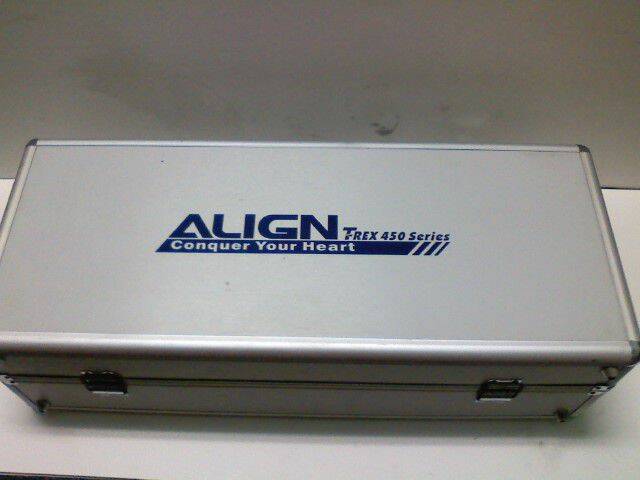 ALIGN T-REX 450 Series
Conquer Your Heart